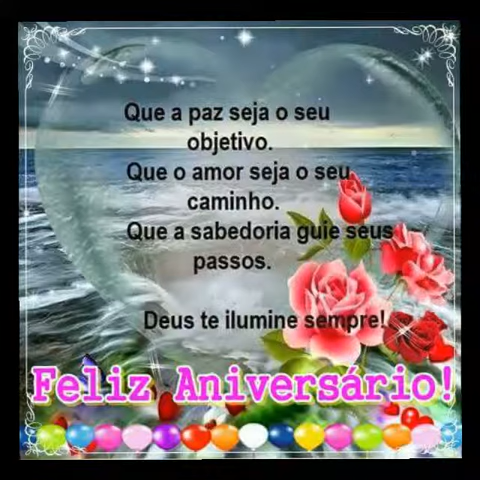 Que a paz seja o seu
objetivo.
Que o amor seja o seu
caminho.
Que a sabedoria guie seus
passos.
Deus te ilumine sempre!
Feliz Aniversário!